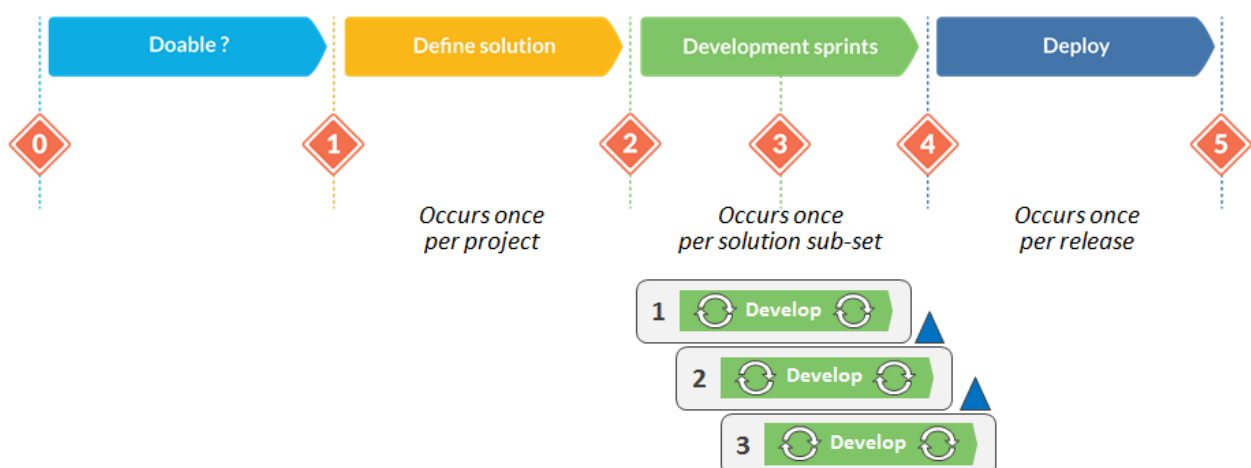 Doable ?
Define solution
Development sprints
Deploy
0
1
2
3
4
5
Occurs once
per project
Occurs once
per solution sub-set
Occurs once
per release
1 Develop
2 Develop
3 Develop